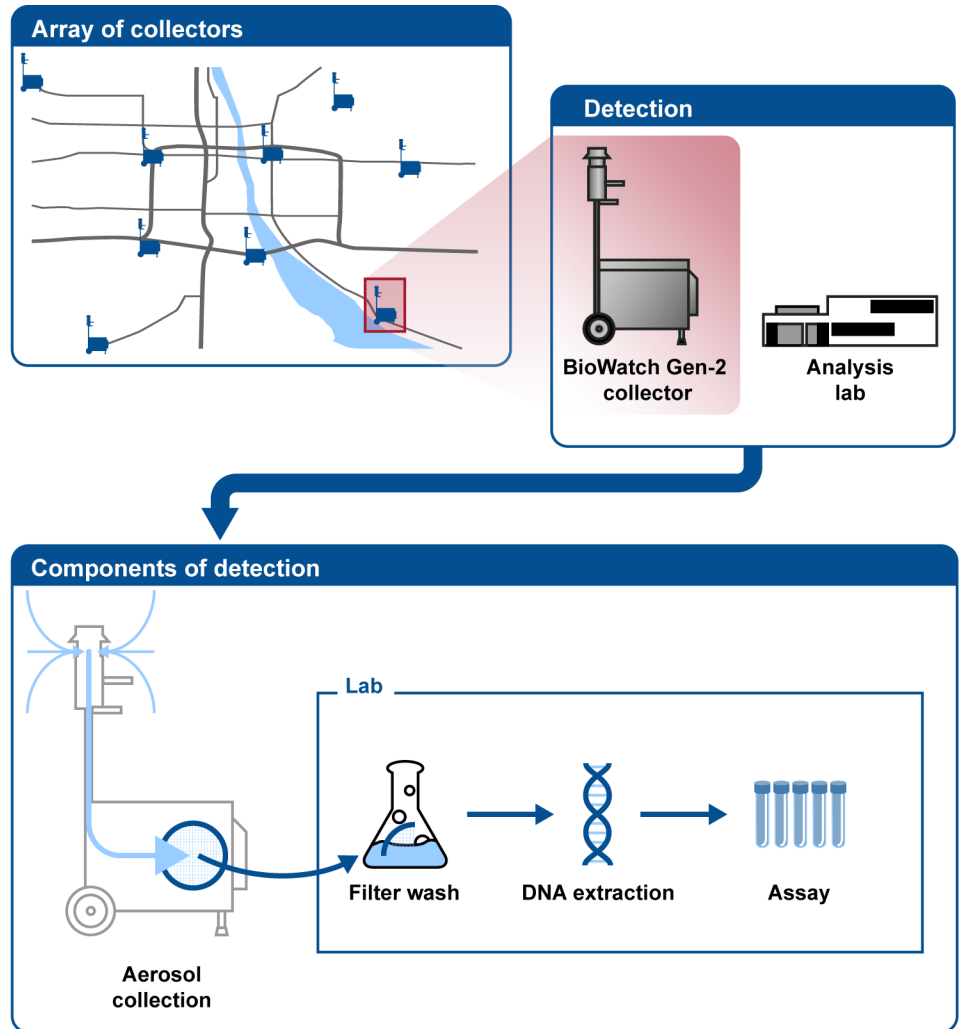 Array of collectors
Detection
BioWatch Gen-2
collector
Analysis
lab
Components of detection
Lab
Filter wash
DNA extraction
Assay
Aerosol
collection